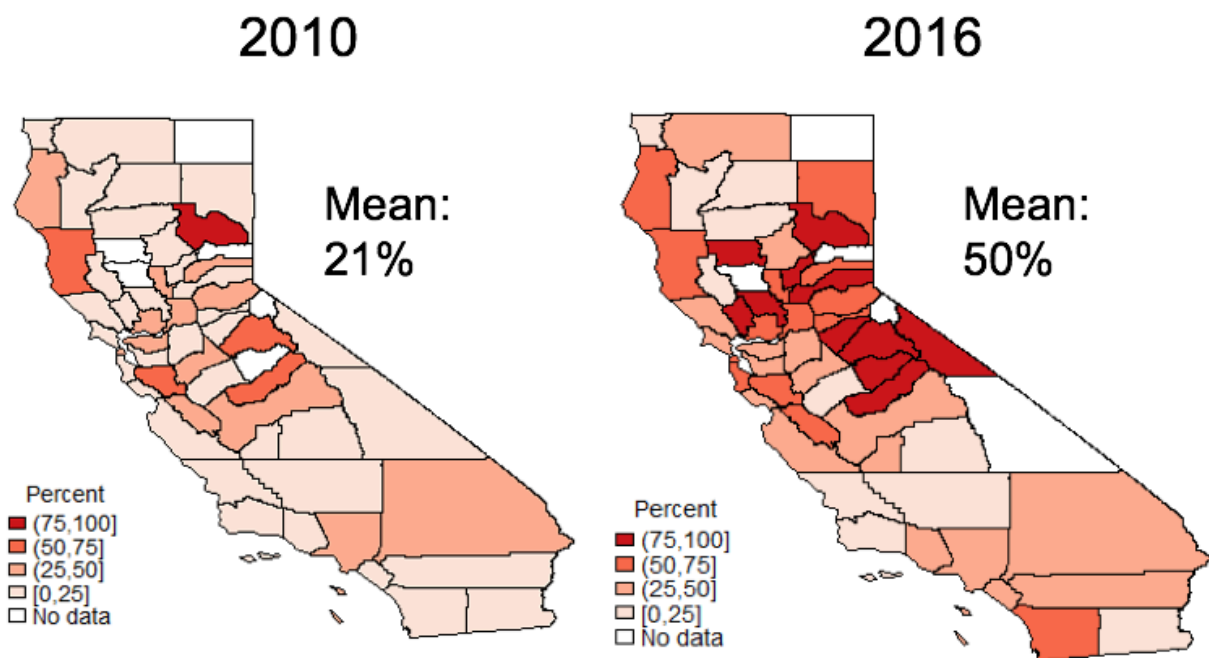 2010
2016
Mean:
21%
Mean:
50%
Percent
(75,100]
(50,75]
(25,50]
[0,25]
No data
Percent
(75,100]
(50,75]
(25,50]
[0,25]
No data